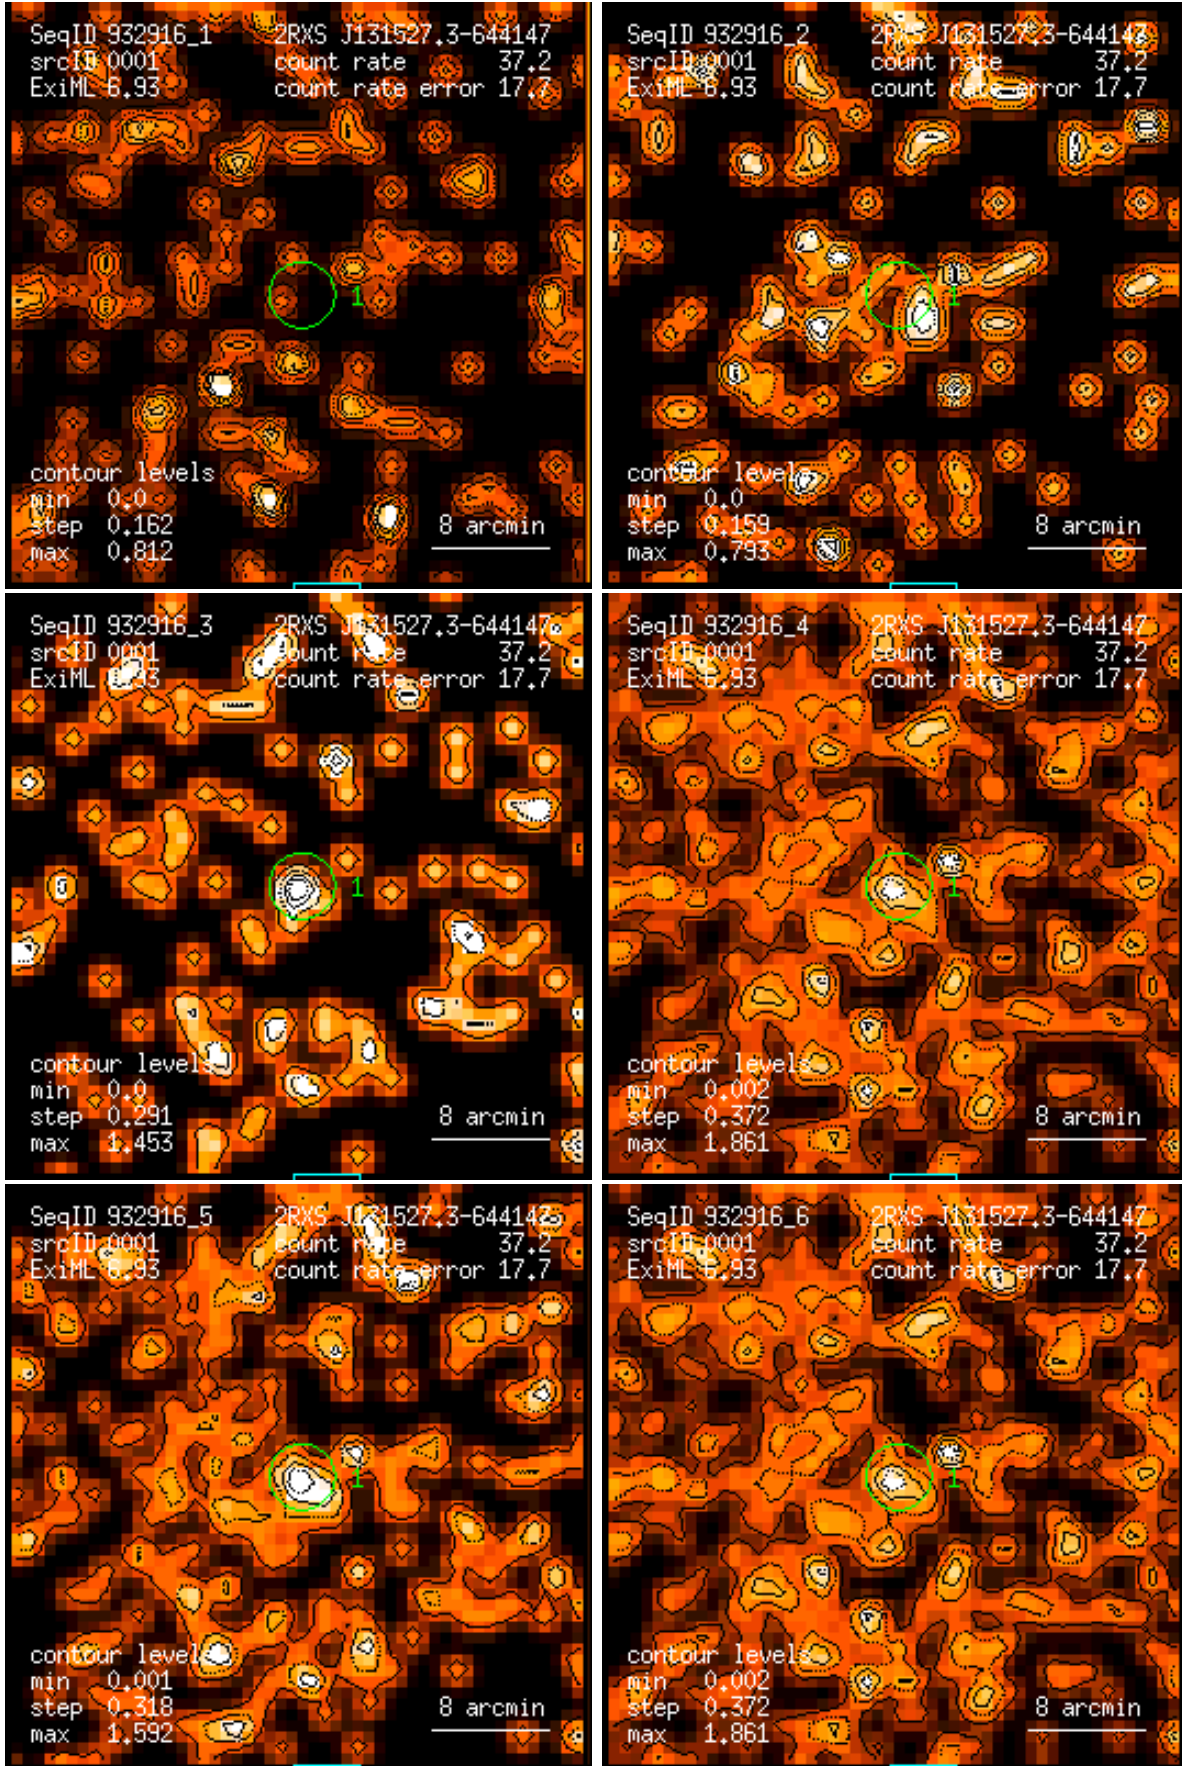 SeqID 932916_1 2RXS J131527.3-644147
srcID 0001 count rate 37.2
ExiML 6.93 count rate error 17.7
1
contour levels
min 0.0
step 0.162 8 arcmin
max 0.812
SeqID 932916_2 2RXS J131527.3-644147
srcID 0001 count rate 37.2
ExiML 6.93 count rate error 17.7
1
contour levels
min 0.0
step 0.159 8 arcmin
max 0.793
SeqID 932916_3 2RXS J131527.3-644147
srcID 0001 count rate 37.2
ExiML 6.93 count rate error 17.7
1
contour levels
min 0.0
step 0.291 8 arcmin
max 1.453
SeqID 932916_4 2RXS J131527.3-644147
srcID 0001 count rate 37.2
ExiML 6.93 count rate error 17.7
1
contour levels
min 0.002
step 0.372 8 arcmin
max 1.861
SeqID 932916_5 2RXS J131527.3-644147
srcID 0001 count rate 37.2
ExiML 6.93 count rate error 17.7
1
contour levels
min 0.001
step 0.318 8 arcmin
max 1.592
SeqID 932916_6 2RXS J131527.3-644147
srcID 0001 count rate 37.2
ExiML 6.93 count rate error 17.7
1
contour levels
min 0.002
step 0.372 8 arcmin
max 1.861